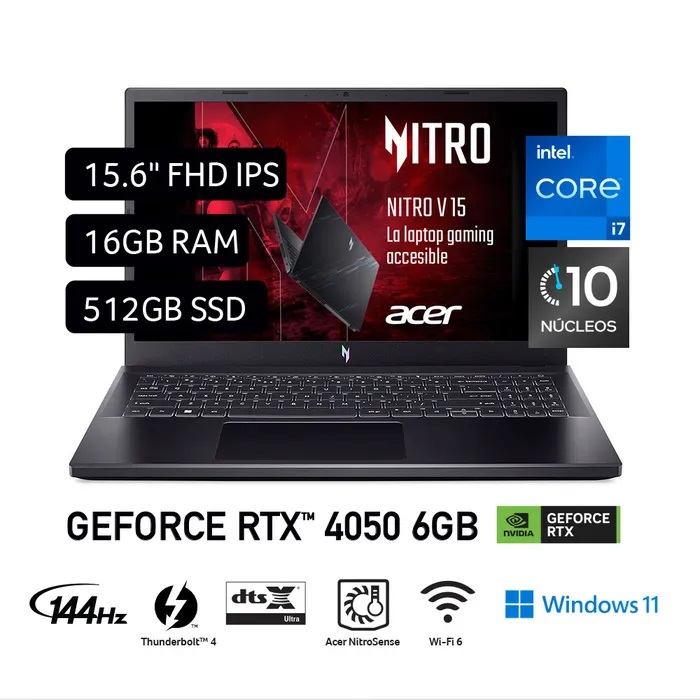 15.6" FHD IPS
16GB RAM
512GB SSD
NITRO
NITRO V 15
La laptop gaming
accesible
acer
intel
CORE
i7
10
NÚCLEOS
GEFORCE RTX™ 4050 6GB
NVIDIA
GEFORCE
RTX
144Hz
Thunderbolt™ 4
dts X
Ultra
Acer NitroSense
Wi-Fi 6
Windows 11